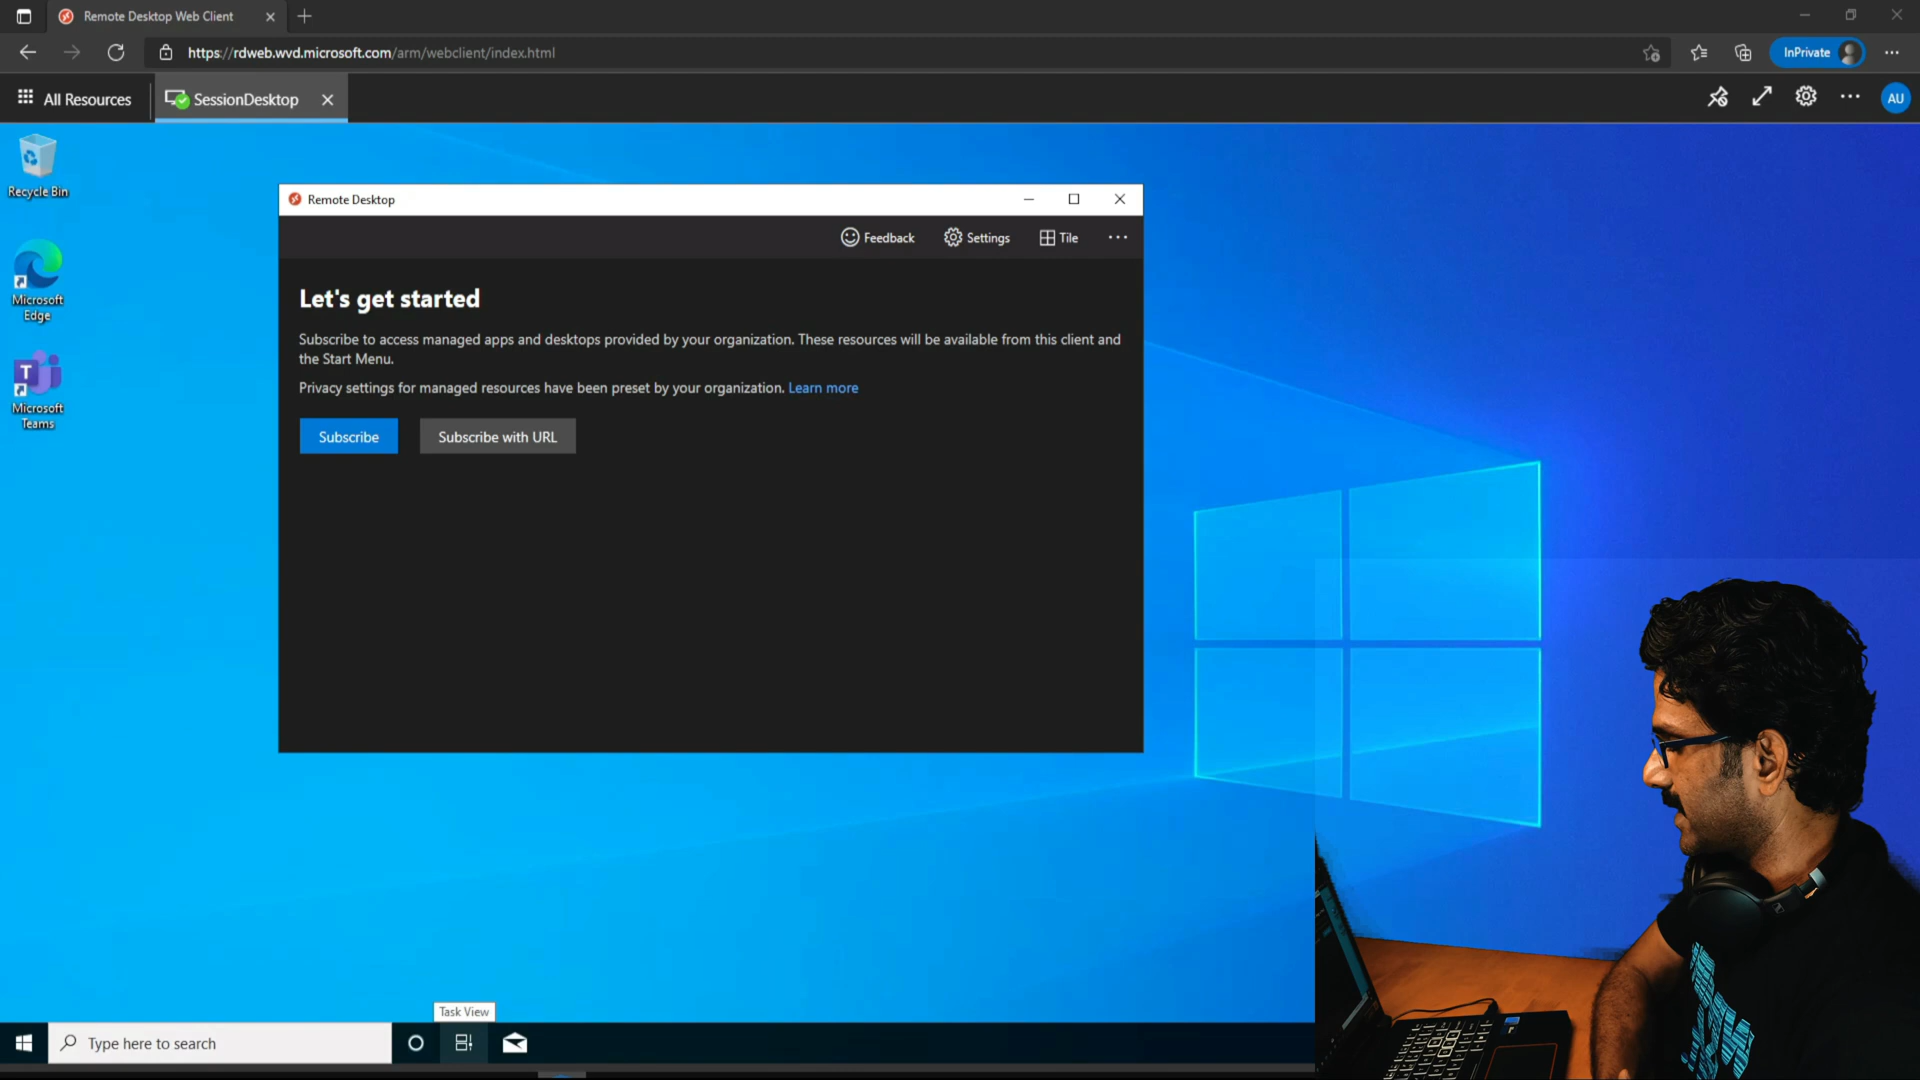 Remote Desktop Web Client
https://rdweb.wvd.microsoft.com/arm/webclient/index.html
InPrivate
All Resources
SessionDesktop
AU
Recycle Bin
Microsoft
Edge
T
Microsoft
Teams
Remote Desktop
Feedback
Settings
Tile
Let's get started
Subscribe to access managed apps and desktops provided by your organization. These resources will be available from this client and
the Start Menu.
Privacy settings for managed resources have been preset by your organization. Learn more
Subscribe
Subscribe with URL
Task View
Type here to search